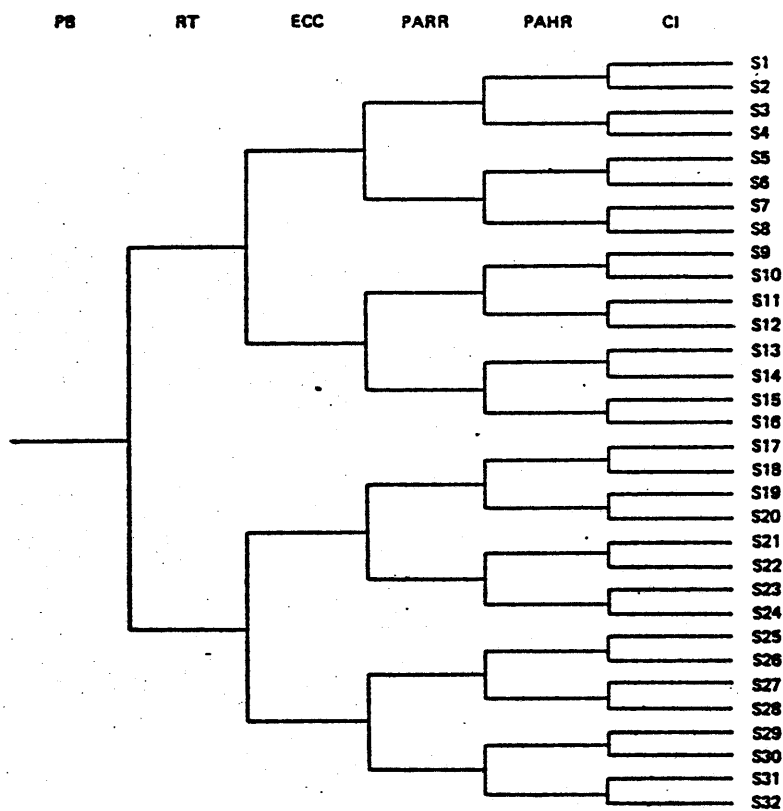 PB RT ECC PARR PAHR CI
S1
S2
S3
S4
S5
S6
S7
S8
S9
S10
S11
S12
S13
S14
S15
S16
S17
S18
S19
S20
S21
S22
S23
S24
S25
S26
S27
S28
S29
S30
S31
S32